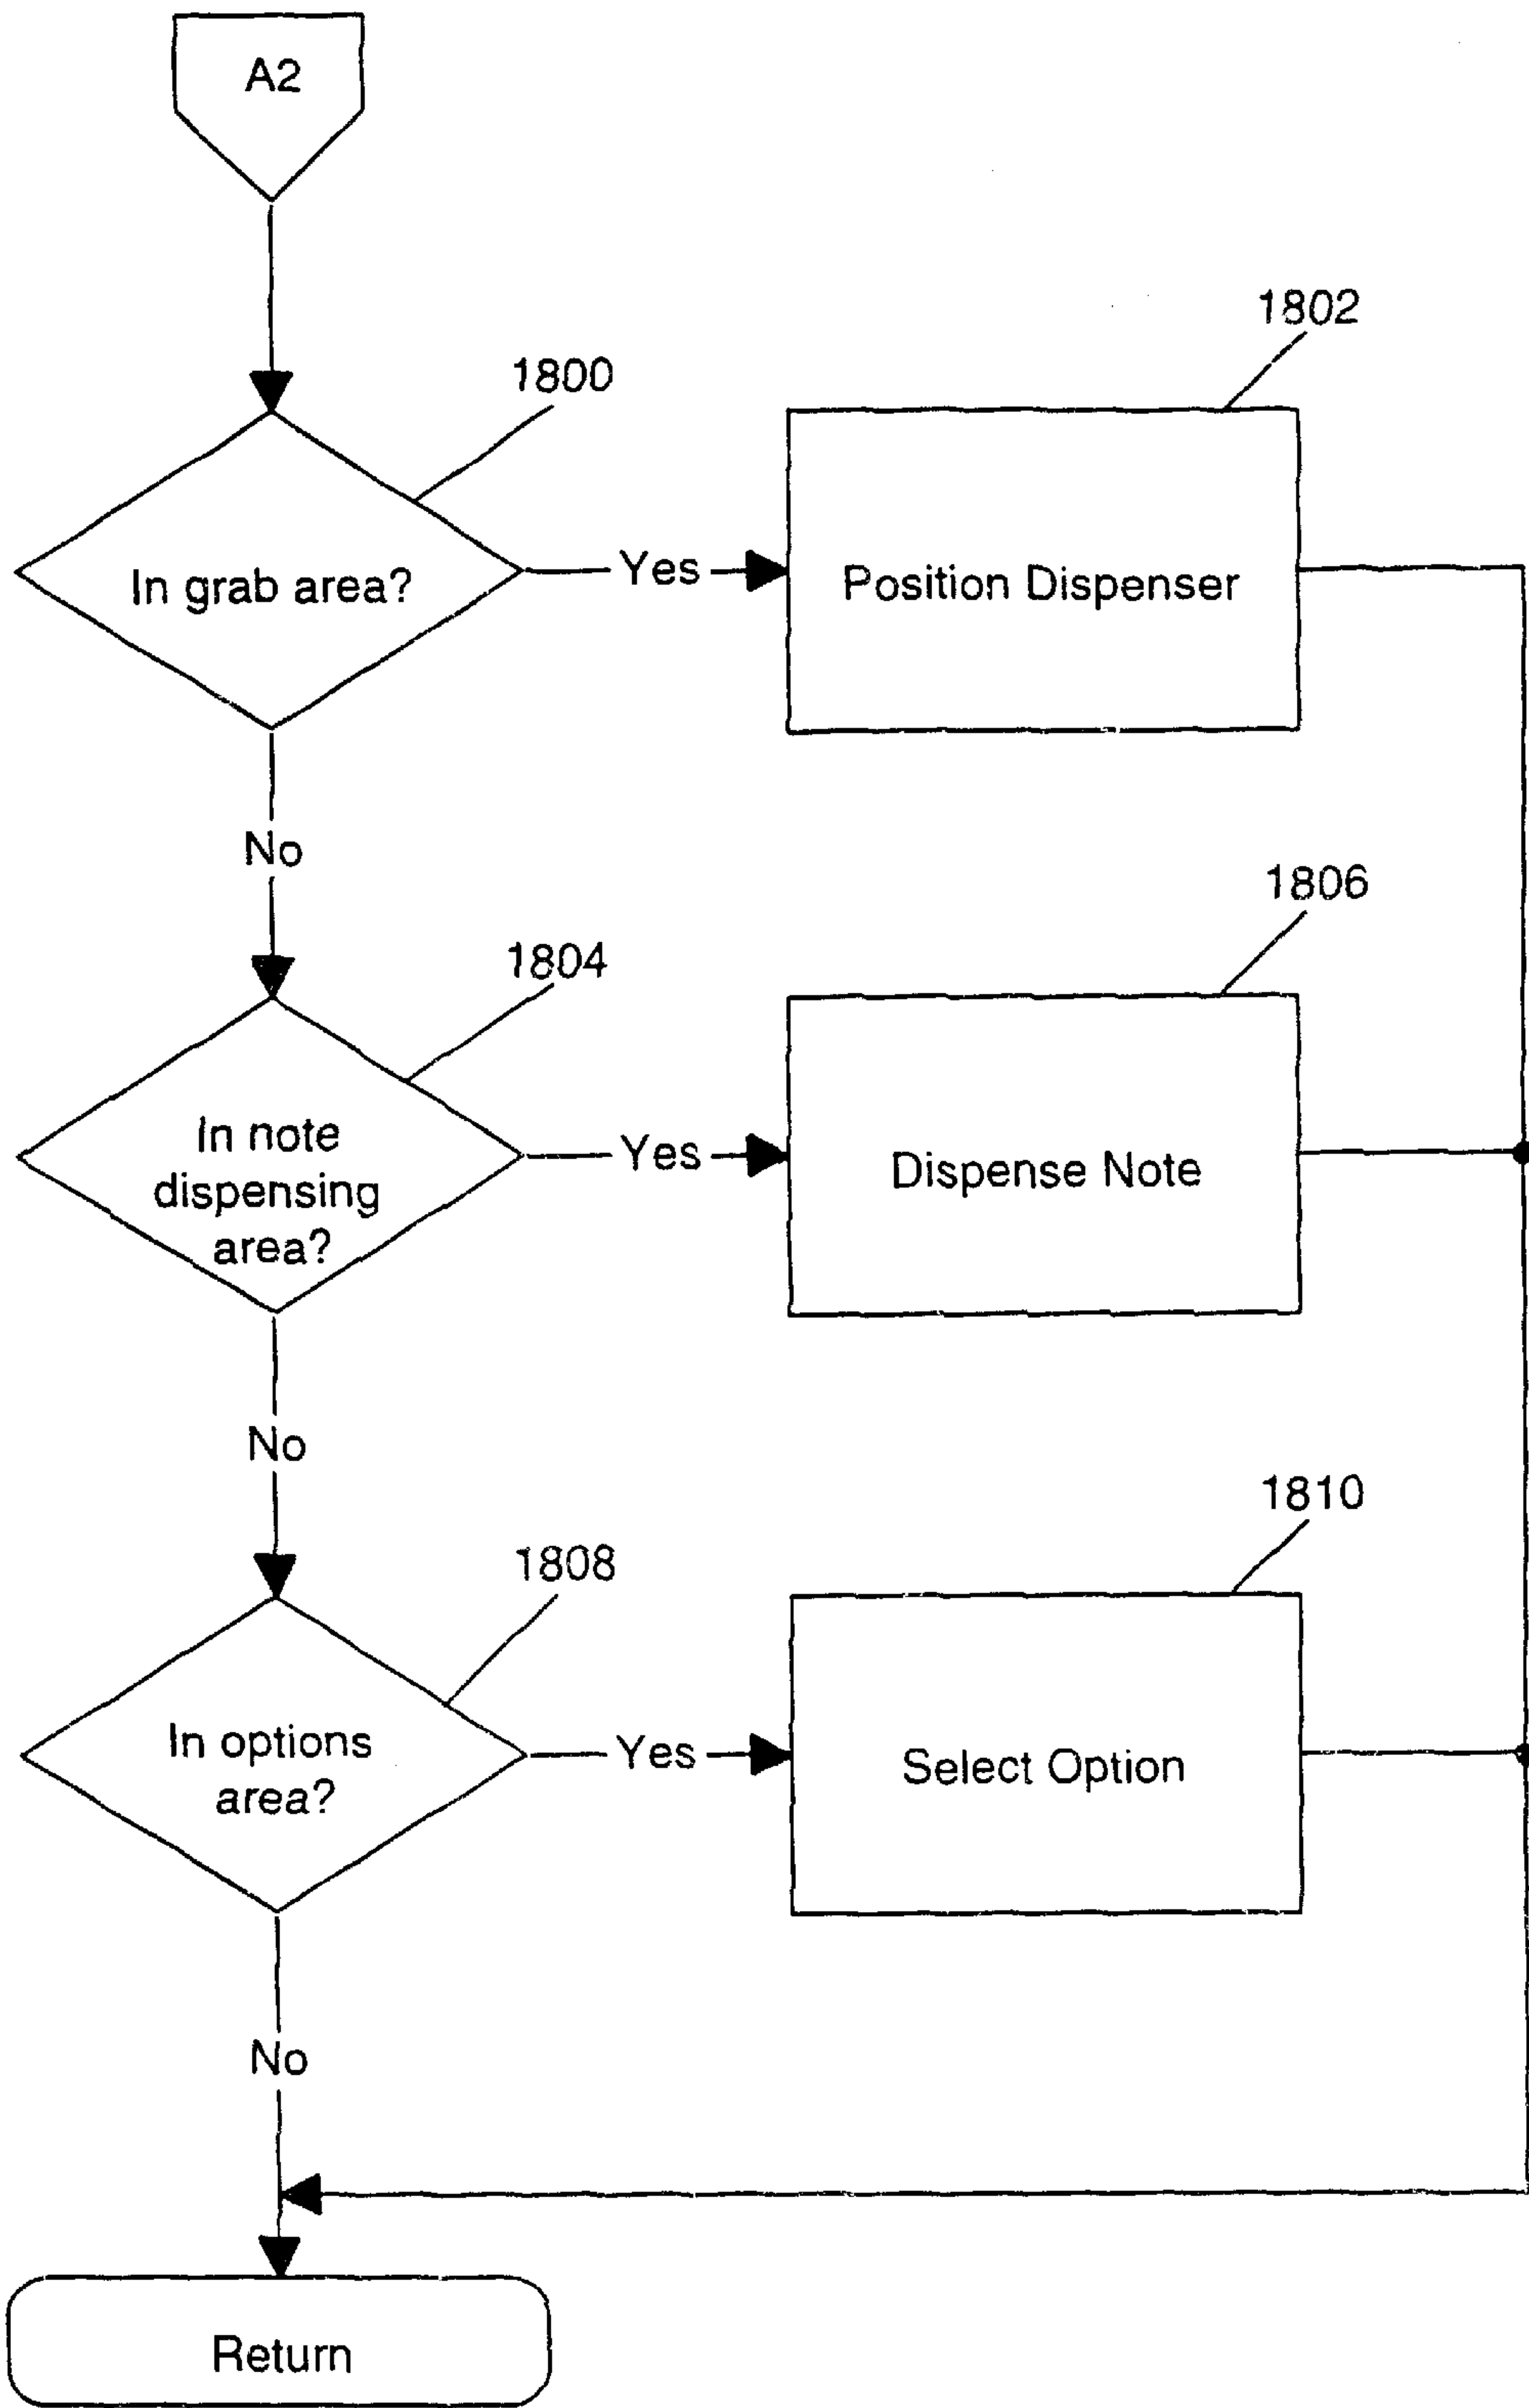 A2
1802
1800
In grab area?
Yes
Position Dispenser
No
1806
1804
In note
dispensing
area?
Yes
Dispense Note
No
1810
1808
In options
area?
Yes
Select Option
No
Return